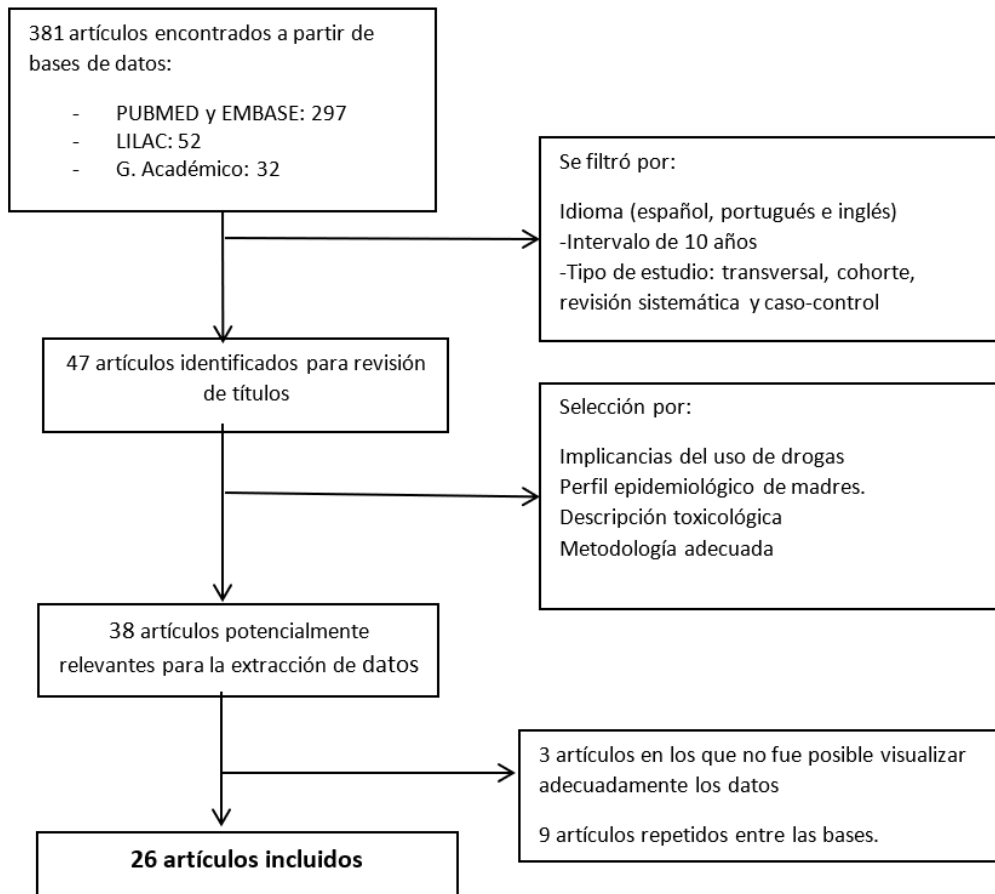 381 artículos encontrados a partir de
bases de datos:
- PUBMED y EMBASE: 297
- LILAC: 52
- G. Académico: 32
Se filtró por:
Idioma (español, portugués e inglés)
-Intervalo de 10 años
-Tipo de estudio: transversal, cohorte,
revisión sistemática y caso-control
47 artículos identificados para revisión
de títulos
Selección por:
Implicancias del uso de drogas
Perfil epidemiológico de madres.
Descripción toxicológica
Metodología adecuada
38 artículos potencialmente
relevantes para la extracción de datos
3 artículos en los que no fue posible visualizar
adecuadamente los datos
9 artículos repetidos entre las bases.
26 artículos incluidos